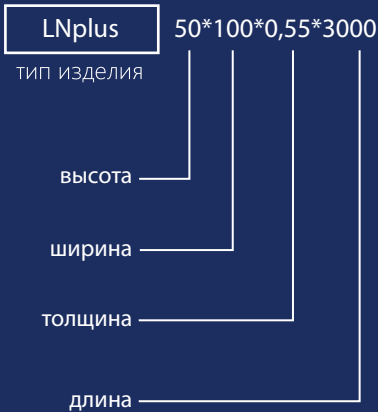 LNplus 50*100*0,55*3000
тип изделия
высота
ширина
толщина
длина